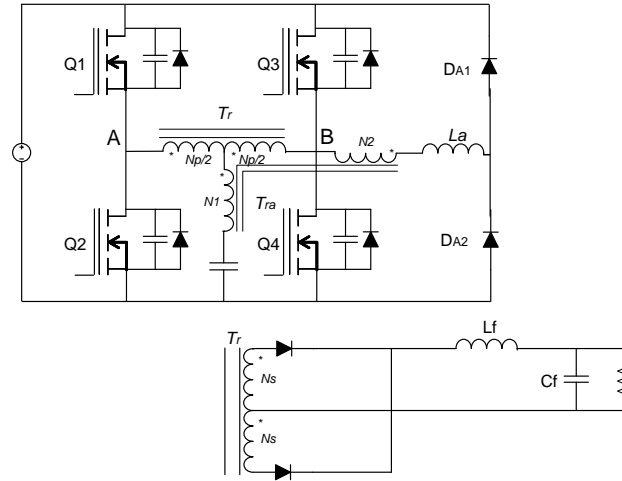 Q1
Q3
DA1
Tr
A
B
N2
La
* Np/2 * Np/2 *
*
N1
Tra
Q2
Q4
DA2
+
-
Tr
Lf
*
Ns
Cf
*
Ns